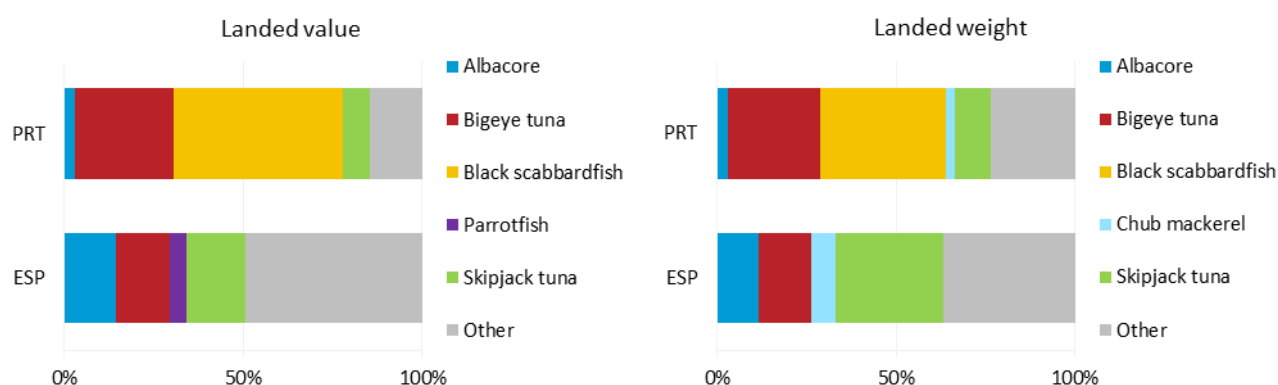 Landed value
PRT
ESP
0%
50%
100%
Albacore
Bigeye tuna
Black scabbardfish
Parrotfish
Skipjack tuna
Other
Landed weight
PRT
ESP
0%
50%
100%
Albacore
Bigeye tuna
Black scabbardfish
Chub mackerel
Skipjack tuna
Other